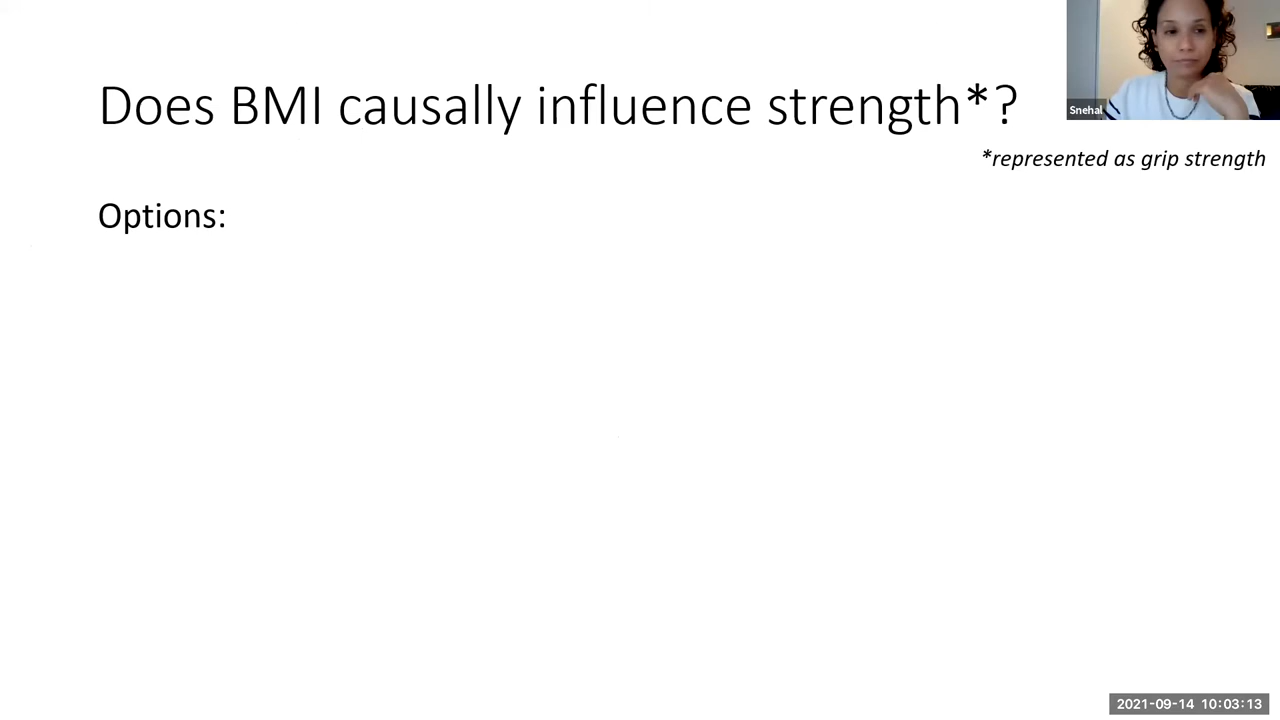 Does BMI causally influence strength*?
Snehal
*represented as grip strength
Options:
2021-09-14 10:03:13